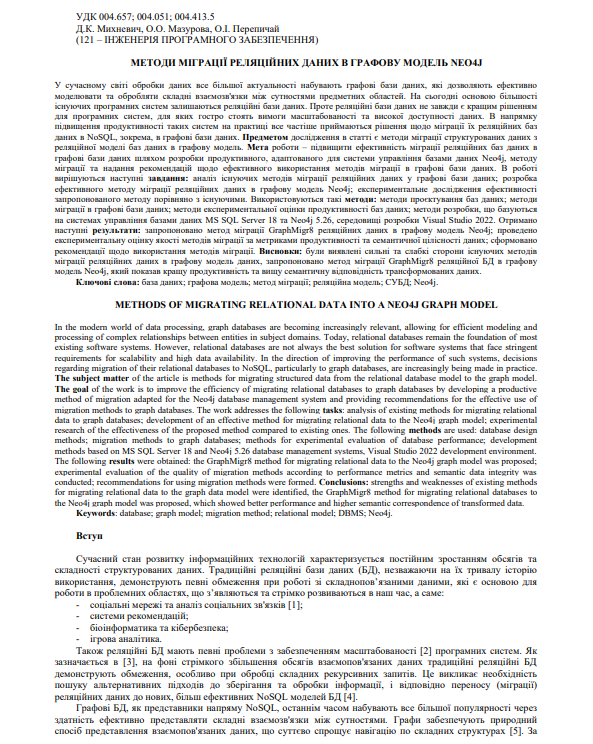 УДК 004.657; 004.051; 004.413.5
Д.К. Михневич, О.О. Мазурова, О.І. Перепичай
(121 – ІНЖЕНЕРІЯ ПРОГРАМНОГО ЗАБЕЗПЕЧЕННЯ)
МЕТОДИ МІГРАЦІЇ РЕЛЯЦІЙНИХ ДАНИХ В ГРАФОВУ МОДЕЛЬ NEO4J
У сучасному світі обробки даних все більшої актуальності набувають графові бази даних, які дозволяють ефективно
моделювати та обробляти складні взаємозв'язки між сутностями предметних областей. На сьогодні основою більшості
існуючих програмних систем залишаються реляційні бази даних. Проте реляційні бази даних не завжди є кращим рішенням
для програмних систем, для яких гостро стоять вимоги масштабованості та високої доступності даних. В напрямку
підвищення продуктивності таких систем на практиці все частіше приймаються рішення щодо міграції їх реляційних баз
даних в NoSQL, зокрема, в графові бази даних. Предметом дослідження в статті є методи міграції структурованих даних з
реляційної моделі баз даних в графову модель. Мета роботи – підвищити ефективність міграції реляційних баз даних в
графові бази даних шляхом розробки продуктивного, адаптованого для системи управління базами даних Neo4j, методу
міграції та надання рекомендацій щодо ефективного використання методів міграції в графові бази даних. В роботі
вирішуються наступні завдання: аналіз існуючих методів міграції реляційних даних у графові бази даних; розробка
ефективного методу міграції реляційних даних в графову модель Neo4j; експериментальне дослідження ефективності
запропонованого методу порівняно з існуючими. Використовуються такі методи: методи проєктування баз даних; методи
міграції в графові бази даних; методи експериментальної оцінки продуктивності баз даних; методи розробки, що базуються
на системах управління базами даних MS SQL Server 18 та Neo4j 5.26, середовищі розробки Visual Studio 2022. Отримано
наступні результати: запропоновано метод міграції GraphMigr8 реляційних даних в графову модель Neo4j; проведено
експериментальну оцінку якості методів міграції за метриками продуктивності та семантичної цілісності даних; сформовано
рекомендації щодо використання методів міграції. Висновки: були виявлені сильні та слабкі сторони існуючих методів
міграції реляційних даних в графову модель даних, запропоновано метод міграції GraphMigr8 реляційної БД в графову
модель Neo4j, який показав кращу продуктивність та вищу семантичну відповідність трансформованих даних.
Ключові слова: база даних; графова модель; метод міграції; реляційна модель; СУБД; Neo4j.
METHODS OF MIGRATING RELATIONAL DATA INTO A NEO4J GRAPH MODEL
In the modern world of data processing, graph databases are becoming increasingly relevant, allowing for efficient modeling and
processing of complex relationships between entities in subject domains. Today, relational databases remain the foundation of most
existing software systems. However, relational databases are not always the best solution for software systems that face stringent
requirements for scalability and high data availability. In the direction of improving the performance of such systems, decisions
regarding migration of their relational databases to NoSQL, particularly to graph databases, are increasingly being made in practice.
The subject matter of the article is methods for migrating structured data from the relational database model to the graph model.
The goal of the work is to improve the efficiency of migrating relational databases to graph databases by developing a productive
method of migration adapted for the Neo4j database management system and providing recommendations for the effective use of
migration methods to graph databases. The work addresses the following tasks: analysis of existing methods for migrating relational
data to graph databases; development of an effective method for migrating relational data to the Neo4j graph model; experimental
research of the effectiveness of the proposed method compared to existing ones. The following methods are used: database design
methods; migration methods to graph databases; methods for experimental evaluation of database performance; development
methods based on MS SQL Server 18 and Neo4j 5.26 database management systems, Visual Studio 2022 development environment.
The following results were obtained: the GraphMigr8 method for migrating relational data to the Neo4j graph model was proposed;
experimental evaluation of the quality of migration methods according to performance metrics and semantic data integrity was
conducted; recommendations for using migration methods were formed. Conclusions: strengths and weaknesses of existing methods
for migrating relational data to the graph data model were identified, the GraphMigr8 method for migrating relational databases to
the Neo4j graph model was proposed, which showed better performance and higher semantic correspondence of transformed data.
Keywords: database; graph model; migration method; relational model; DBMS; Neo4j.
Вступ
Сучасний стан розвитку інформаційних технологій характеризується постійним зростанням обсягів та
складності структурованих даних. Традиційні реляційні бази даних (БД), незважаючи на їх тривалу історію
використання, демонструють певні обмеження при роботі зі складнопов’язаними даними, які є основою для
роботи в проблемних областях, що з’являються та стрімко розвиваються в наш час, а саме:
- соціальні мережі та аналіз соціальних зв'язків [1];
- системи рекомендацій;
- біоінформатика та кібербезпека;
- ігрова аналітика.
Також реляційні БД мають певні проблеми з забезпеченням масштабованості [2] програмних систем. Як
зазначається в [3], на фоні стрімкого збільшення обсягів взаємопов'язаних даних традиційні реляційні БД
демонструють обмеження, особливо при обробці складних рекурсивних запитів. Це викликає необхідність
пошуку альтернативних підходів до зберігання та обробки інформації, і відповідно переносу (міграції)
реляційних даних до нових, більш ефективних NoSQL моделей БД [4].
Графові БД, як представники напряму NoSQL, останнім часом набувають все більшої популярності через
здатність ефективно представляти складні взаємозв'язки між сутностями. Графи забезпечують природний
спосіб представлення взаємопов'язаних даних, що суттєво спрощує навігацію по складних структурах [5]. За